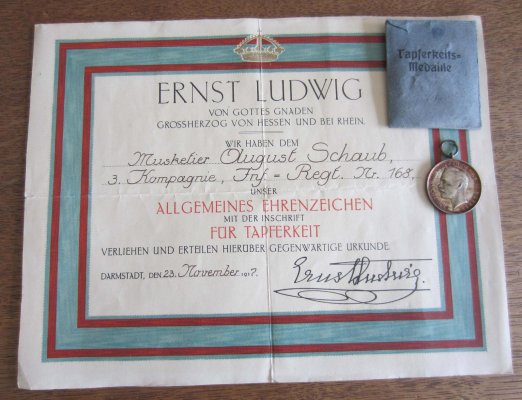 ERNST LUDWIG
VON GOTTES GNADEN
GROSSHERZOG VON HESSEN UND BEI RHEIN.
WIR HABEN DEM
Musketier August Schaub,
3. Kompagnie, Inf = Regt. Nr. 168,
UNSER
ALLGEMEINES EHRENZEICHEN
MIT DER INSCHRIFT
FÜR TAPFERKEIT
VERLIEHEN UND ERTEILEN HIERÜBER GEGENWÄRTIGE URKUNDE.
DARMSTADT, DEN 23. November 1917.
Ernst Ludwig.
Tapferkeits=
Medaille